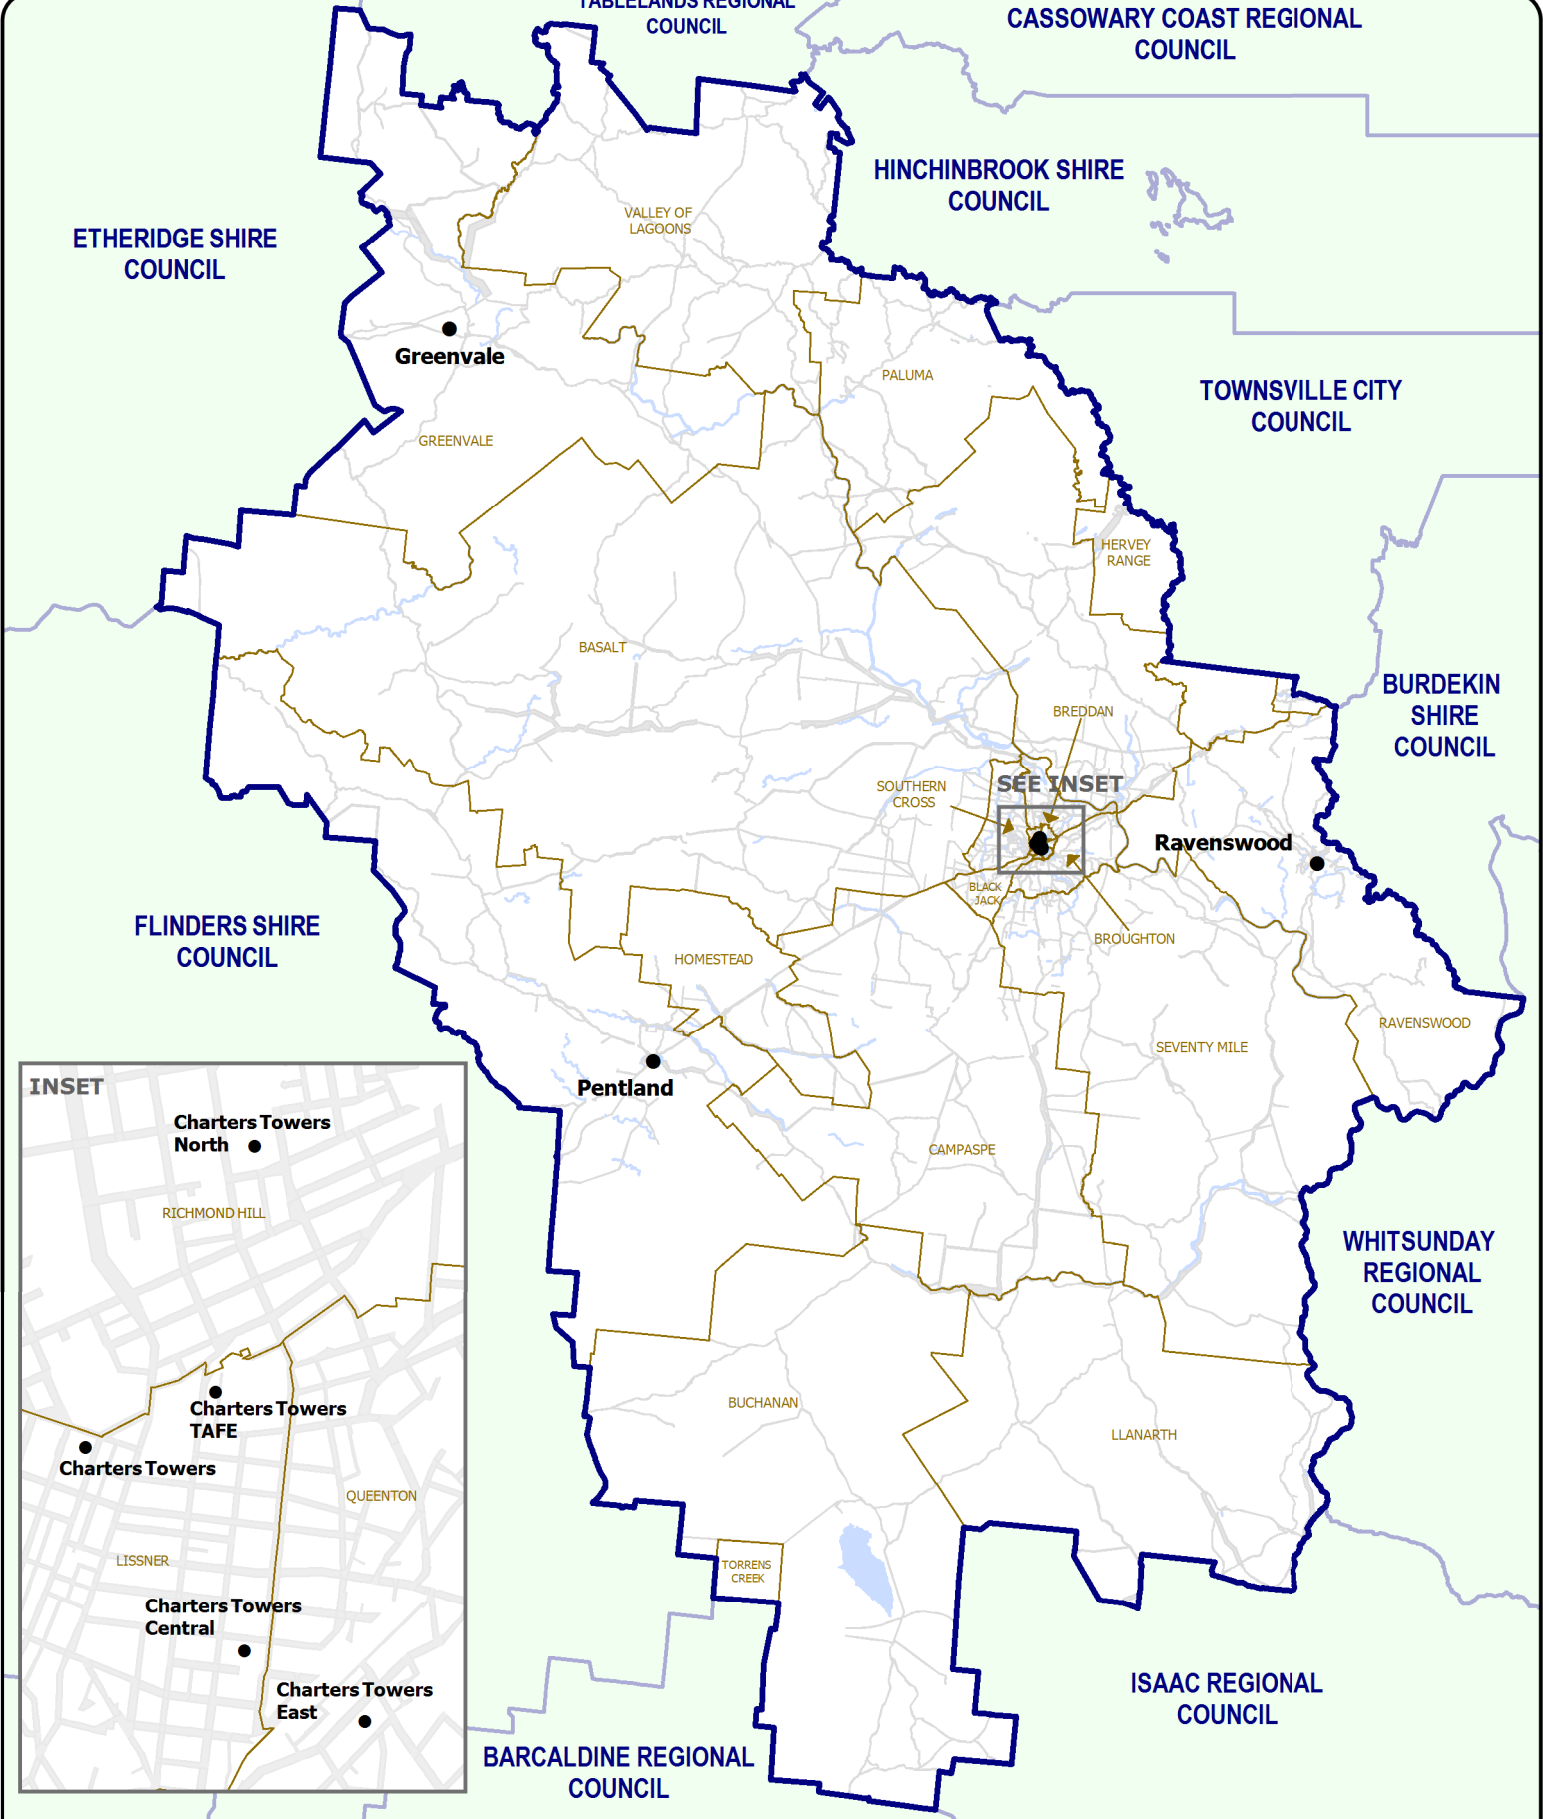 TABLELANDS REGIONAL
COUNCIL
CASSOWARY COAST REGIONAL
COUNCIL
HINCHINBROOK SHIRE
COUNCIL
VALLEY OF
LAGOONS
ETHERIDGE SHIRE
COUNCIL
Greenvale
PALUMA
TOWNSVILLE CITY
COUNCIL
GREENVALE
HERVEY
RANGE
BASALT
BURDEKIN
SHIRE
COUNCIL
BREDDAN
SEE INSET
SOUTHERN
CROSS
Ravenswood
BLACK
JACK
FLINDERS SHIRE
COUNCIL
BROUGHTON
HOMESTEAD
RAVENSWOOD
SEVENTY MILE
Pentland
CAMPASPE
WHITSUNDAY
REGIONAL
COUNCIL
BUCHANAN
LLANARTH
TORRENS
CREEK
ISAAC REGIONAL
COUNCIL
BARCALDINE REGIONAL
COUNCIL
INSET
Charters Towers
North
RICHMOND HILL
Charters Towers
TAFE
Charters Towers
QUEENTON
LISSNER
Charters Towers
Central
Charters Towers
East